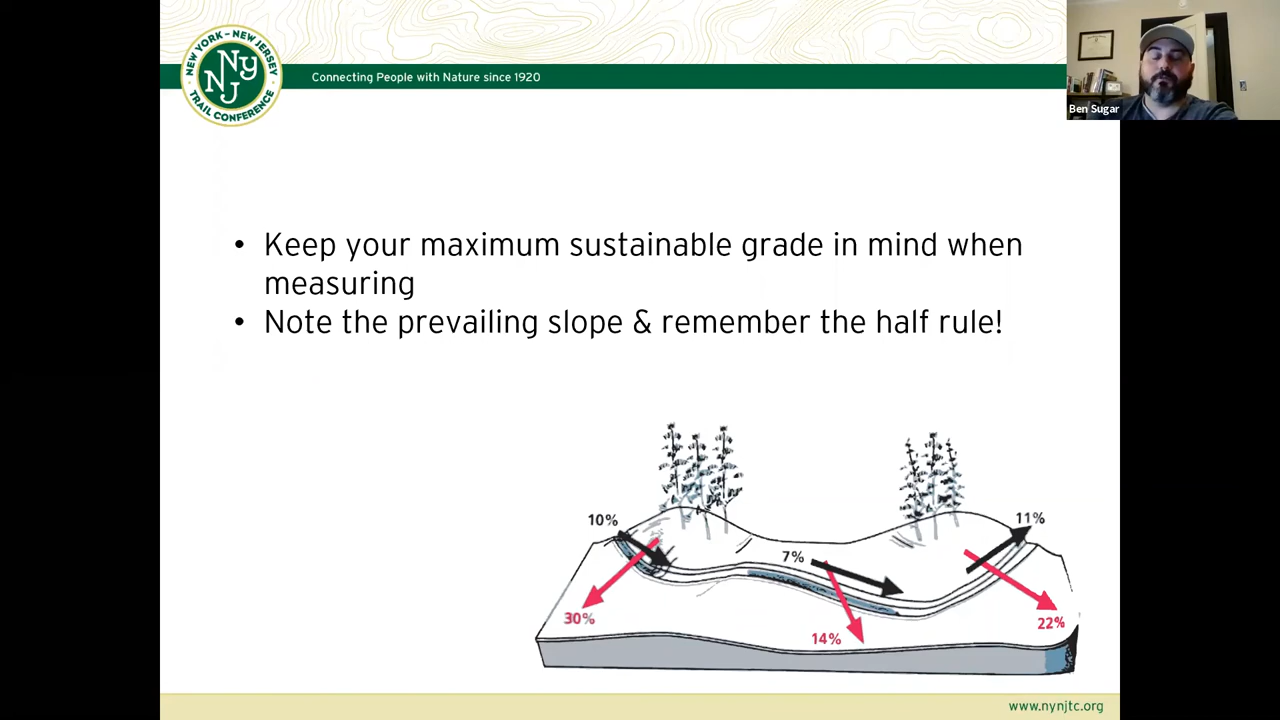 NEW YORK - NEW JERSEY
NY
NJ
TRAIL CONFERENCE
Connecting People with Nature since 1920
Ben Sugar
• Keep your maximum sustainable grade in mind when
measuring
• Note the prevailing slope & remember the half rule!
10%
11%
7%
30%
14%
22%
www.nynjtc.org